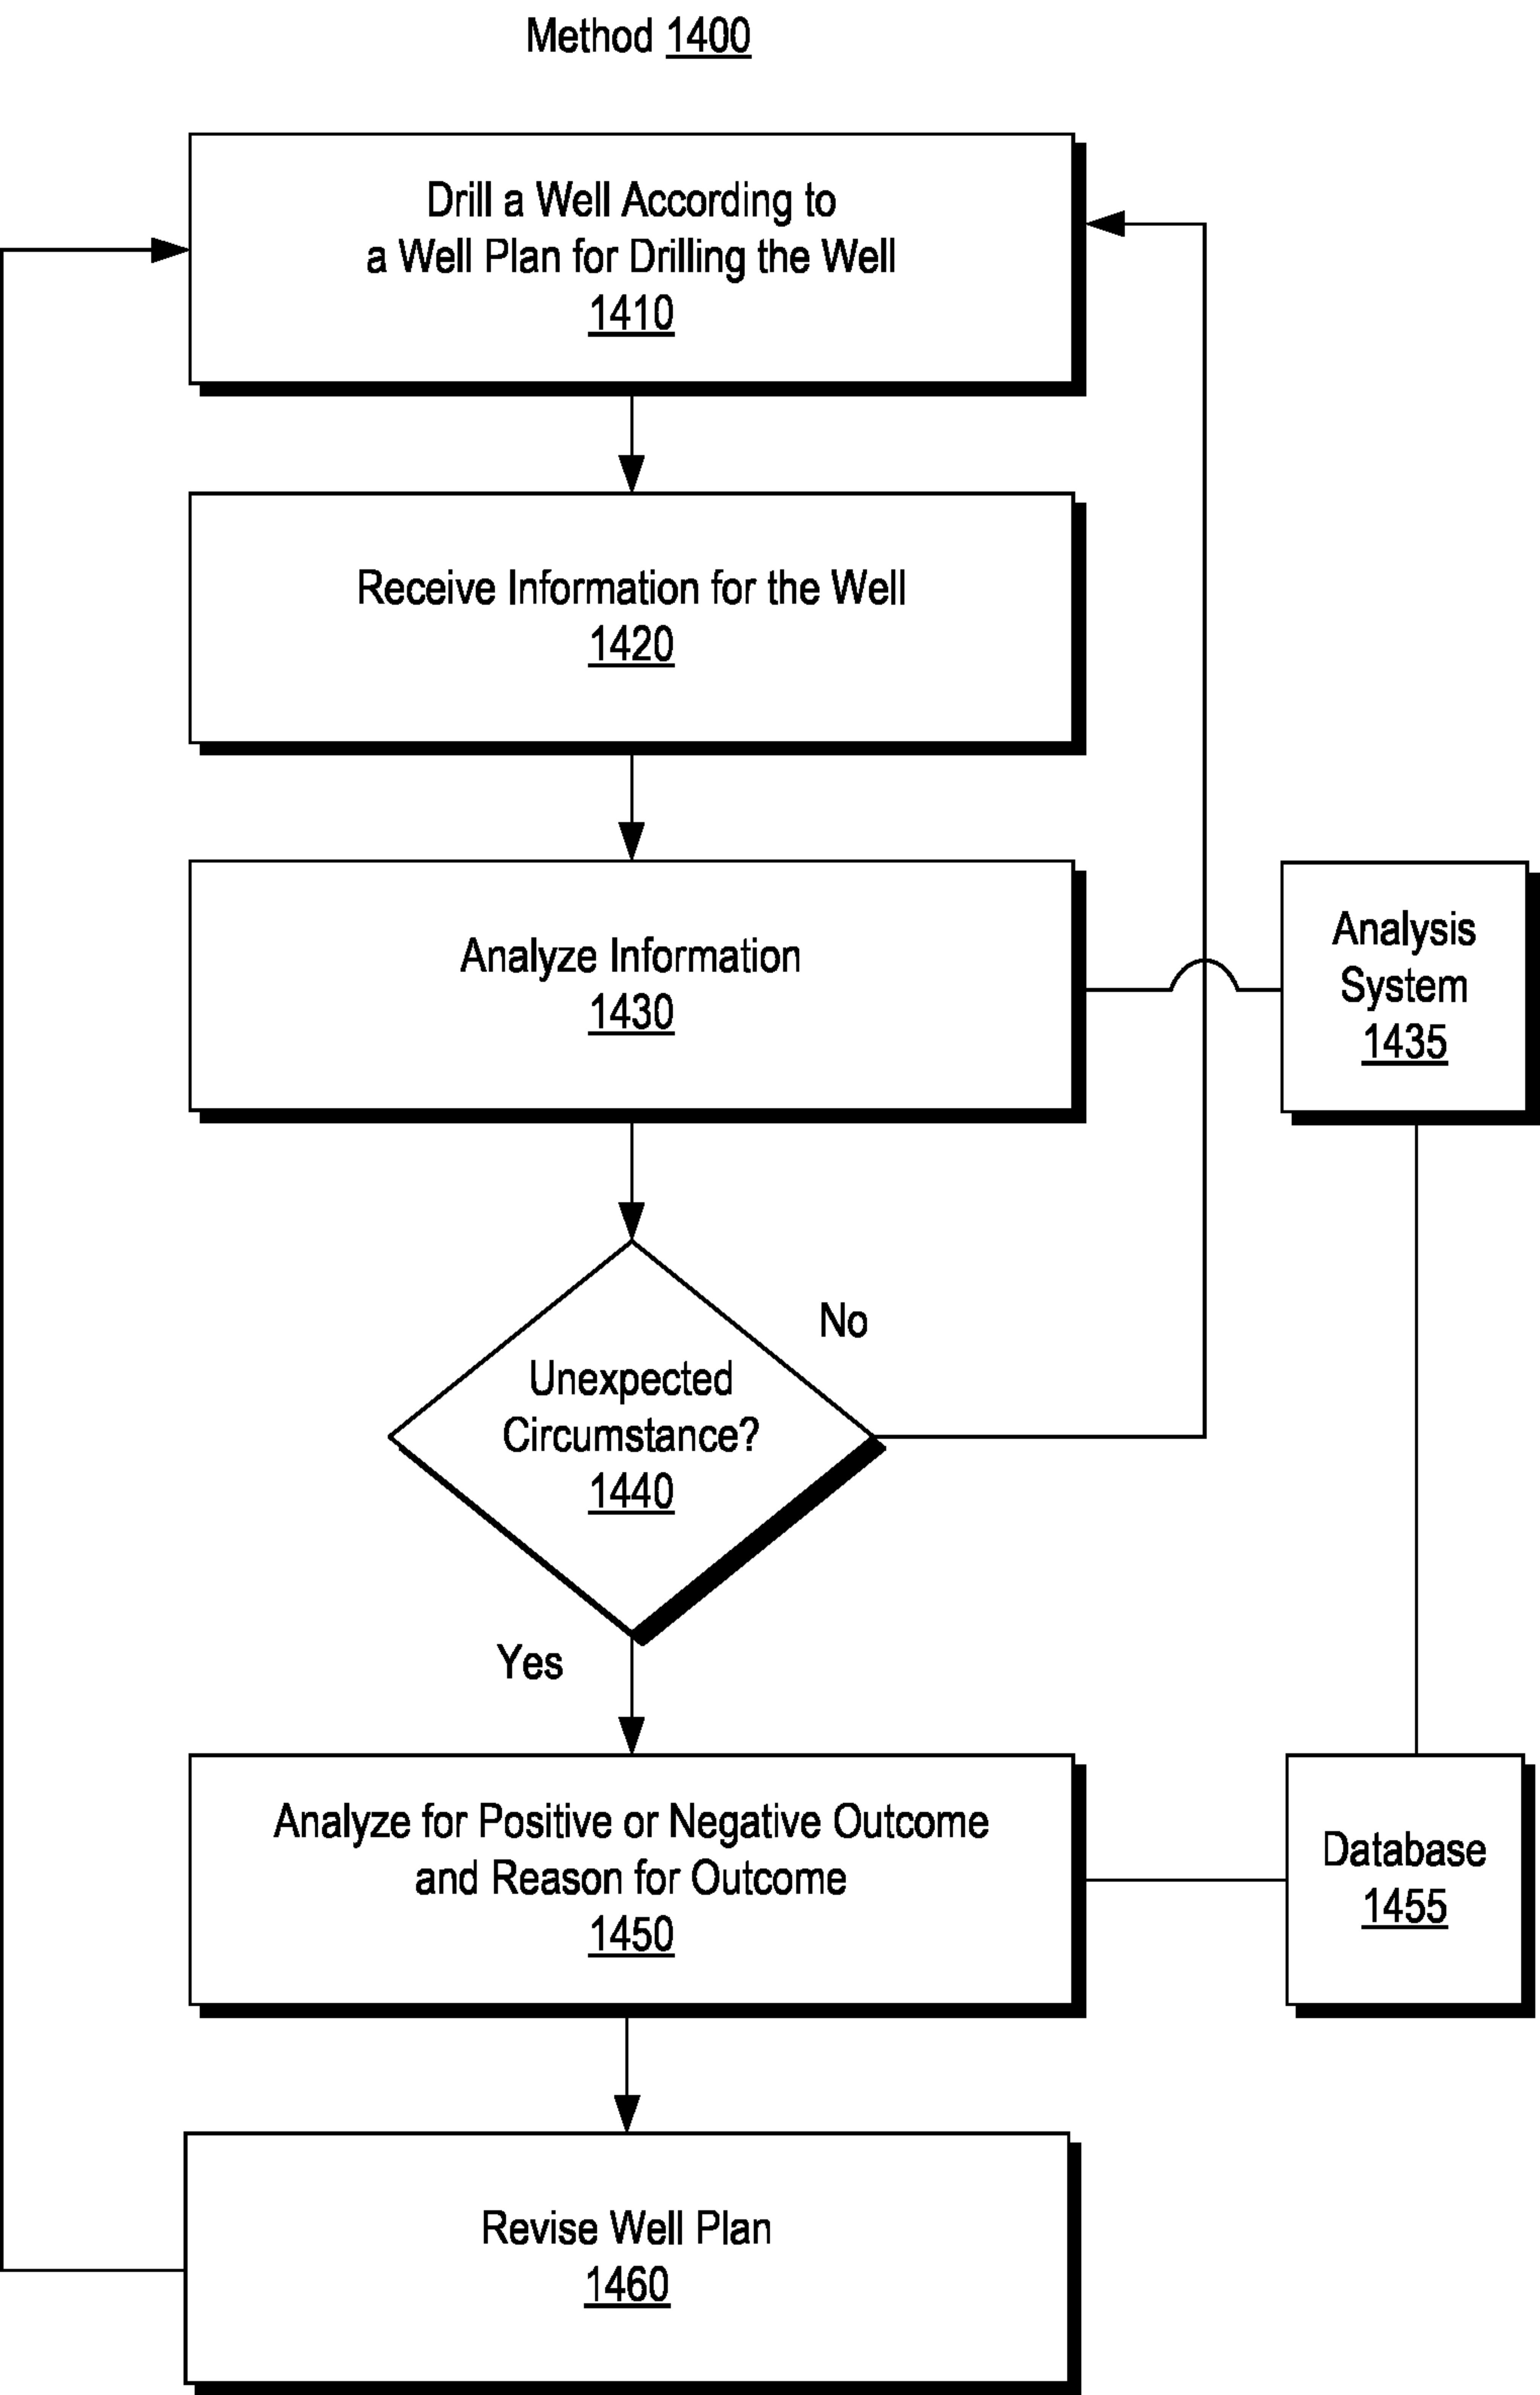 Method 1400
Drill a Well According to
a Well Plan for Drilling the Well
1410
Receive Information for the Well
1420
Analyze Information
1430
Analysis
System
1435
No
Unexpected
Circumstance?
1440
Yes
Analyze for Positive or Negative Outcome
and Reason for Outcome
1450
Database
1455
Revise Well Plan
1460